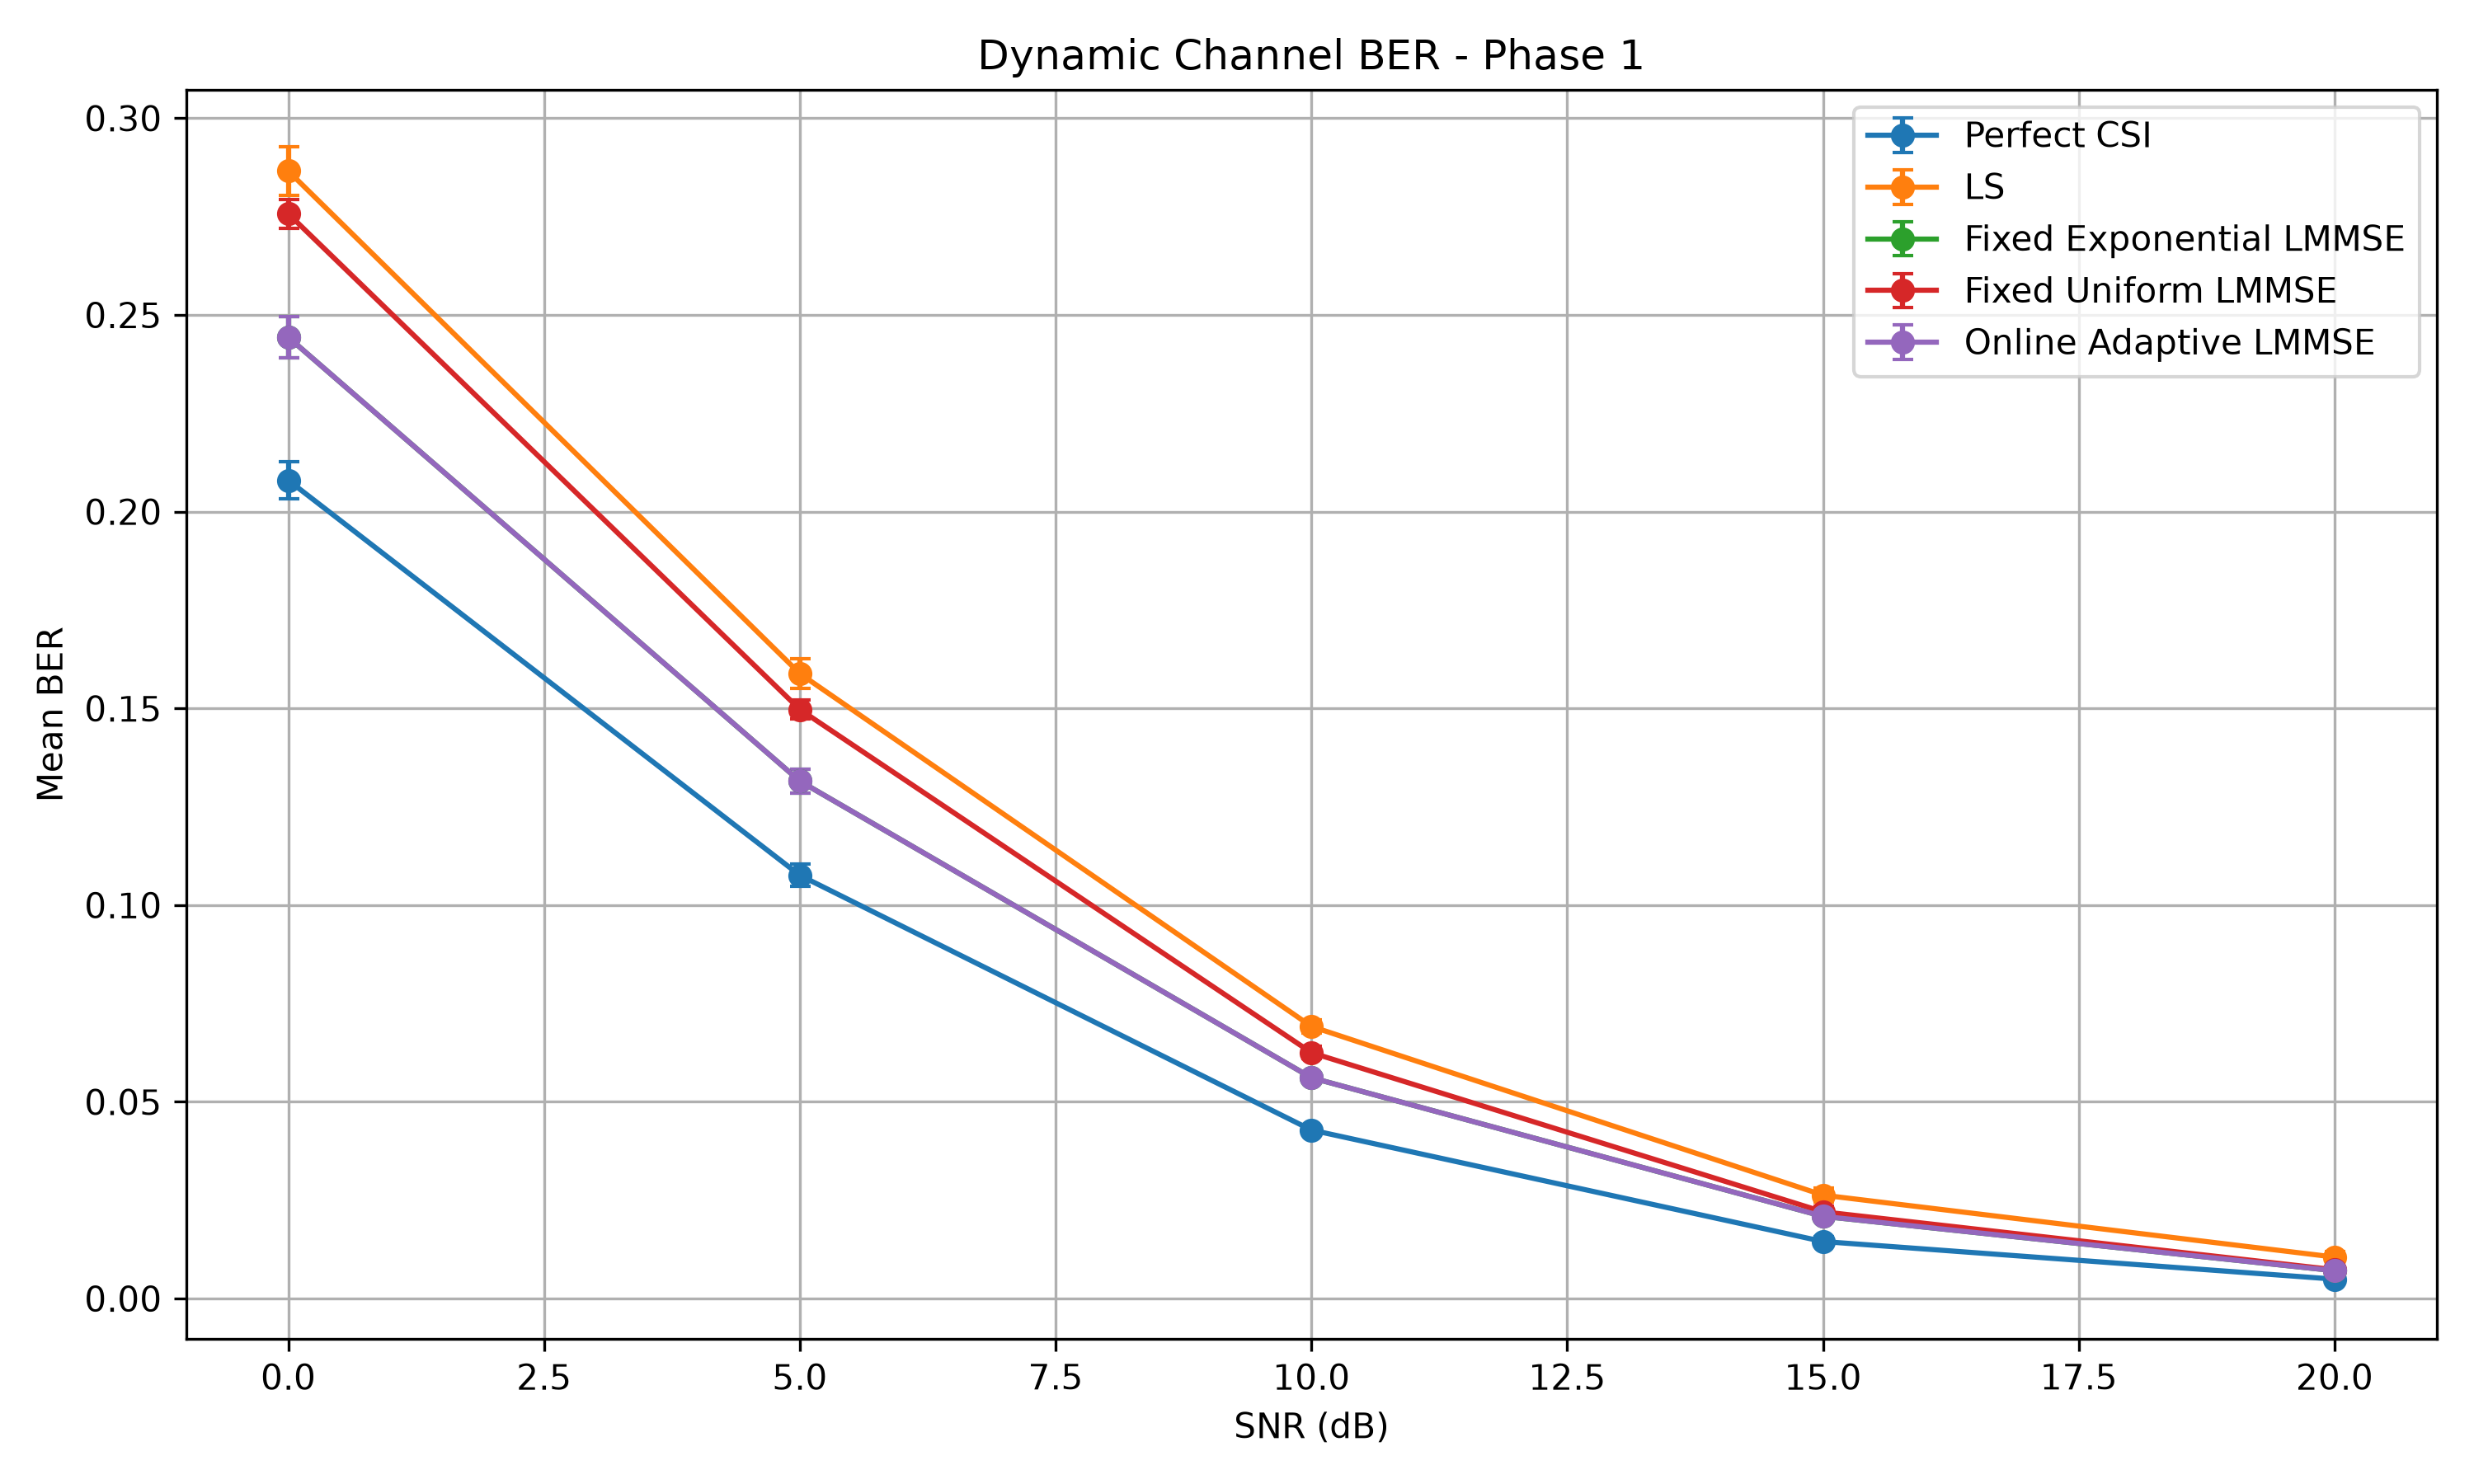 Dynamic Channel BER - Phase 1
Perfect CSI
LS
Fixed Exponential LMMSE
Fixed Uniform LMMSE
Online Adaptive LMMSE
Mean BER
0.30
0.25
0.20
0.15
0.10
0.05
0.00
0.0 2.5 5.0 7.5 10.0 12.5 15.0 17.5 20.0
SNR (dB)